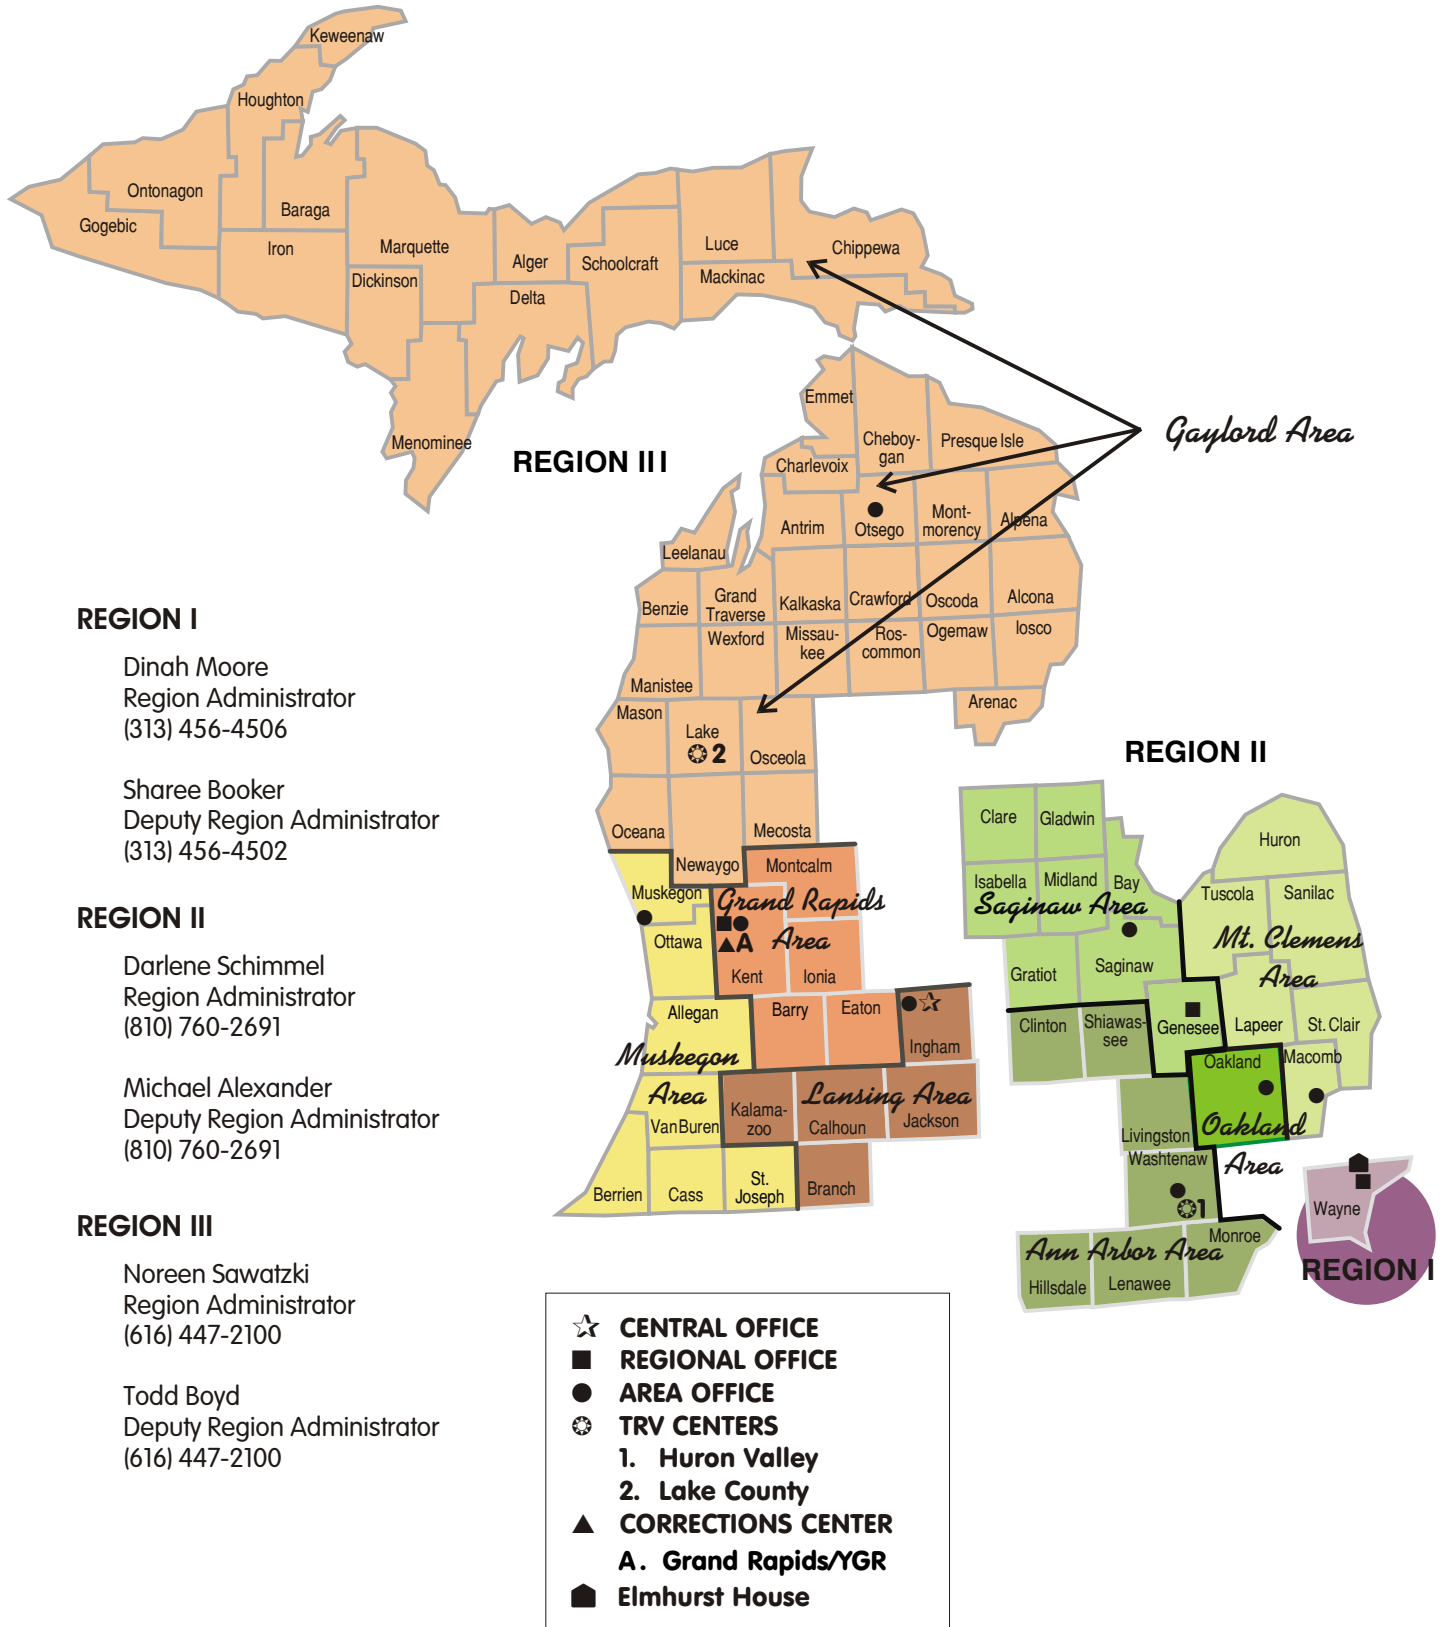 Keweenaw
Houghton
Ontonagon
Baraga
Gogebic
Iron
Marquette
Dickinson
Alger
Delta
Schoolcraft
Luce
Mackinac
Chippewa
Menominee
REGION III
Gaylord Area
Emmet
Cheboy-
gan
Presque Isle
Charlevoix
Antrim
Otsego
Mont-
morency
Alpena
Leelanau
Benzie
Grand
Traverse
Kalkaska
Crawford
Oscoda
Alcona
Wexford
Missau-
kee
Ros-
common
Ogemaw
Iosco
Manistee
Arenac
Mason
Lake
2
Osceola
Oceana
Newaygo
Mecosta
Montcalm
Muskegon
Grand Rapids
Area
A
Ottawa
Kent
Ionia
Allegan
Barry
Eaton
Ingham
Muskegon
Area
Van Buren
Kalama-
zoo
Lansing Area
Calhoun
Jackson
Berrien
Cass
St.
Joseph
Branch
REGION II
Clare
Gladwin
Huron
Isabella
Midland
Bay
Tuscola
Sanilac
Saginaw Area
Mt. Clemens
Area
Gratiot
Saginaw
Clinton
Shiawas-
see
Genesee
Lapeer
St. Clair
Oakland
Macomb
Livingston
Oakland
Area
Washtenaw
1
Ann Arbor Area
Monroe
Hillsdale
Lenawee
Wayne
REGION I
REGION I
Dinah Moore
Region Administrator
(313) 456-4506
Sharee Booker
Deputy Region Administrator
(313) 456-4502
REGION II
Darlene Schimmel
Region Administrator
(810) 760-2691
Michael Alexander
Deputy Region Administrator
(810) 760-2691
REGION III
Noreen Sawatzki
Region Administrator
(616) 447-2100
Todd Boyd
Deputy Region Administrator
(616) 447-2100
CENTRAL OFFICE
REGIONAL OFFICE
AREA OFFICE
TRV CENTERS
1. Huron Valley
2. Lake County
CORRECTIONS CENTER
A. Grand Rapids/YGR
Elmhurst House